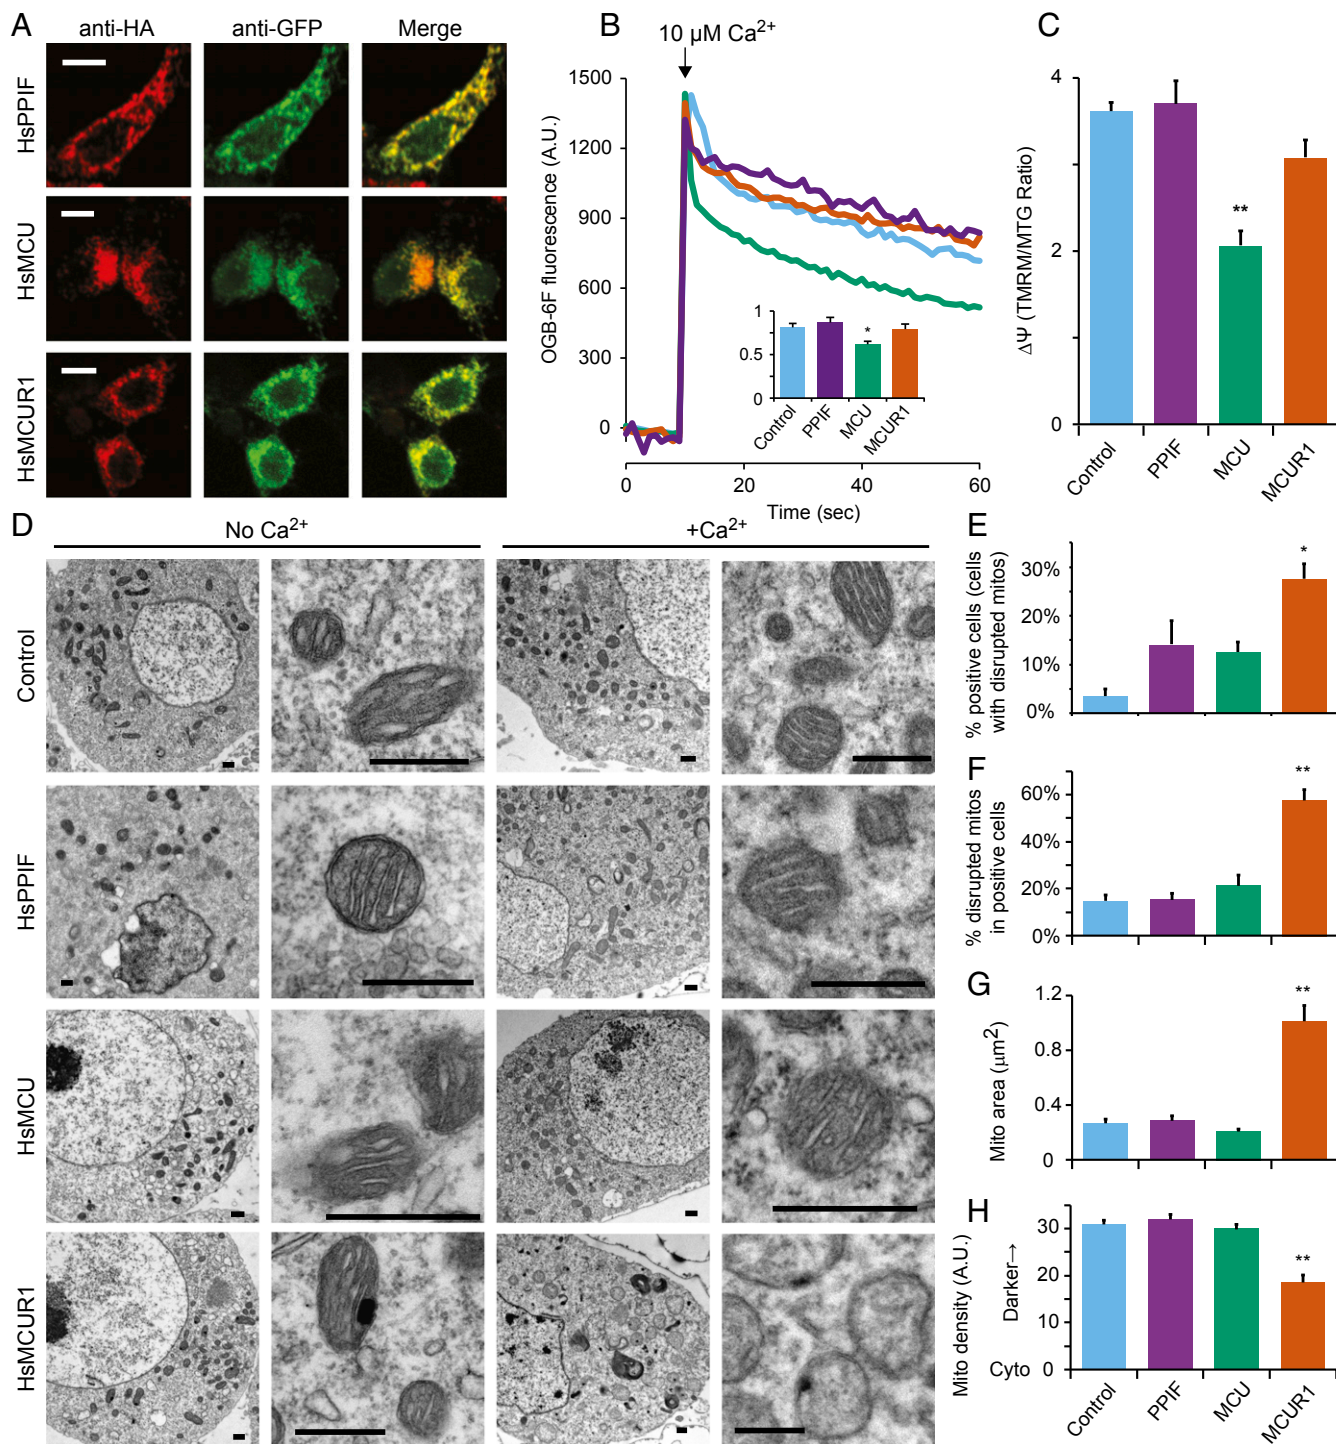 A
anti-HA anti-GFP Merge
HsPPIF
HsMCU
HsMCUR1
B
10 µM Ca2+
OGB-6F fluorescence (A.U.)
1500
1200
900
600
300
0
0 20 40 60
Time (sec)
1
0.5
0
Control PPIF MCU MCUR1
*
C
ΔΨ (TMRM/MTG Ratio)
4
2
0
**
Control PPIF MCU MCUR1
D
No Ca2+ +Ca2+
Control
HsPPIF
HsMCU
HsMCUR1
E
% positive cells (cells
with disrupted mitos)
30%
20%
10%
0%
*
F
% disrupted mitos
in positive cells
60%
40%
20%
0%
**
G
Mito area (µm2)
1.2
0.8
0.4
0
**
H
Mito density (A.U.)
Darker→
Cyto
30
20
10
0
**
Control PPIF MCU MCUR1